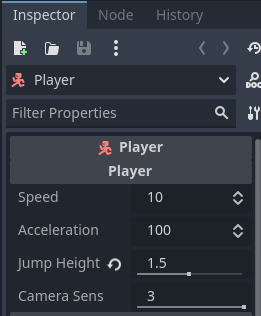 Inspector Node History
Player
Filter Properties
Player
Player
Speed 10
Acceleration 100
Jump Height 1.5
Camera Sens 3